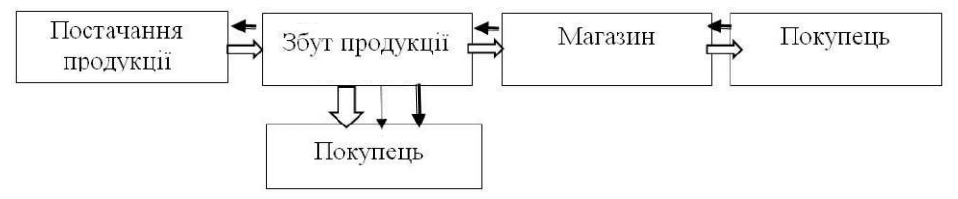 Постачання
продукції
Збут продукції
Магазин
Покупець
Покупець